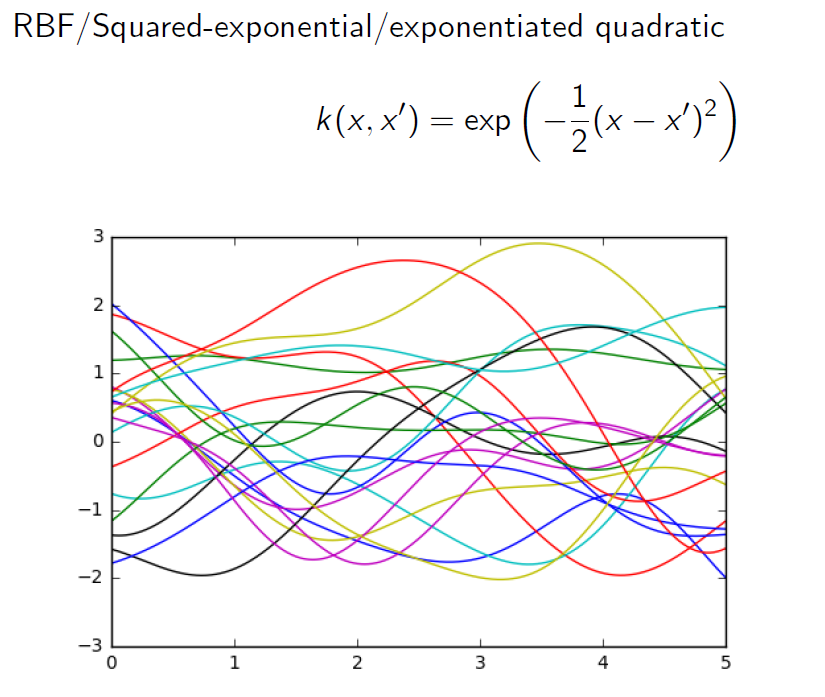 RBF/Squared-exponential/exponentiated quadratic
k(x, x′) = exp(−1/2(x − x′)²)
3
2
1
0
−1
−2
−3
0 1 2 3 4 5